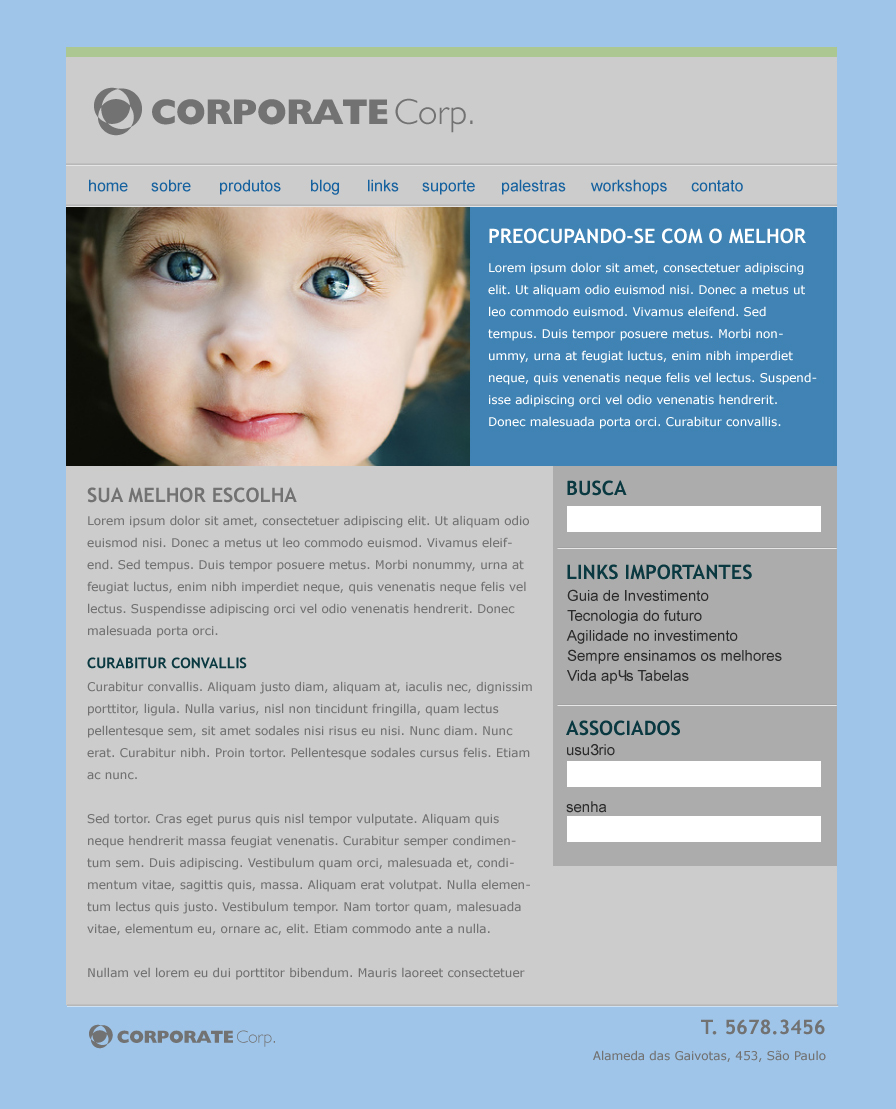 CORPORATE Corp.
home sobre produtos blog links suporte palestras workshops contato
PREOCUPANDO-SE COM O MELHOR
Lorem ipsum dolor sit amet, consectetuer adipiscing
elit. Ut aliquam odio euismod nisi. Donec a metus ut
leo commodo euismod. Vivamus eleifend. Sed
tempus. Duis tempor posuere metus. Morbi non-
ummy, urna at feugiat luctus, enim nibh imperdiet
neque, quis venenatis neque felis vel lectus. Suspend-
isse adipiscing orci vel odio venenatis hendrerit.
Donec malesuada porta orci. Curabitur convallis.
SUA MELHOR ESCOLHA
Lorem ipsum dolor sit amet, consectetuer adipiscing elit. Ut aliquam odio
euismod nisi. Donec a metus ut leo commodo euismod. Vivamus eleif-
end. Sed tempus. Duis tempor posuere metus. Morbi nonummy, urna at
feugiat luctus, enim nibh imperdiet neque, quis venenatis neque felis vel
lectus. Suspendisse adipiscing orci vel odio venenatis hendrerit. Donec
malesuada porta orci.
CURABITUR CONVALLIS
Curabitur convallis. Aliquam justo diam, aliquam at, iaculis nec, dignissim
porttitor, ligula. Nulla varius, nisl non tincidunt fringilla, quam lectus
pellentesque sem, sit amet sodales nisi risus eu nisi. Nunc diam. Nunc
erat. Curabitur nibh. Proin tortor. Pellentesque sodales cursus felis. Etiam
ac nunc.
Sed tortor. Cras eget purus quis nisl tempor vulputate. Aliquam quis
neque hendrerit massa feugiat venenatis. Curabitur semper condimen-
tum sem. Duis adipiscing. Vestibulum quam orci, malesuada et, condi-
mentum vitae, sagittis quis, massa. Aliquam erat volutpat. Nulla elemen-
tum lectus quis justo. Vestibulum tempor. Nam tortor quam, malesuada
vitae, elementum eu, ornare ac, elit. Etiam commodo ante a nulla.
Nullam vel lorem eu dui porttitor bibendum. Mauris laoreet consectetuer
BUSCA
LINKS IMPORTANTES
Guia de Investimento
Tecnologia do futuro
Agilidade no investimento
Sempre ensinamos os melhores
Vida apЧs Tabelas
ASSOCIADOS
usu3rio
senha
CORPORATE Corp.
T. 5678.3456
Alameda das Gaivotas, 453, São Paulo